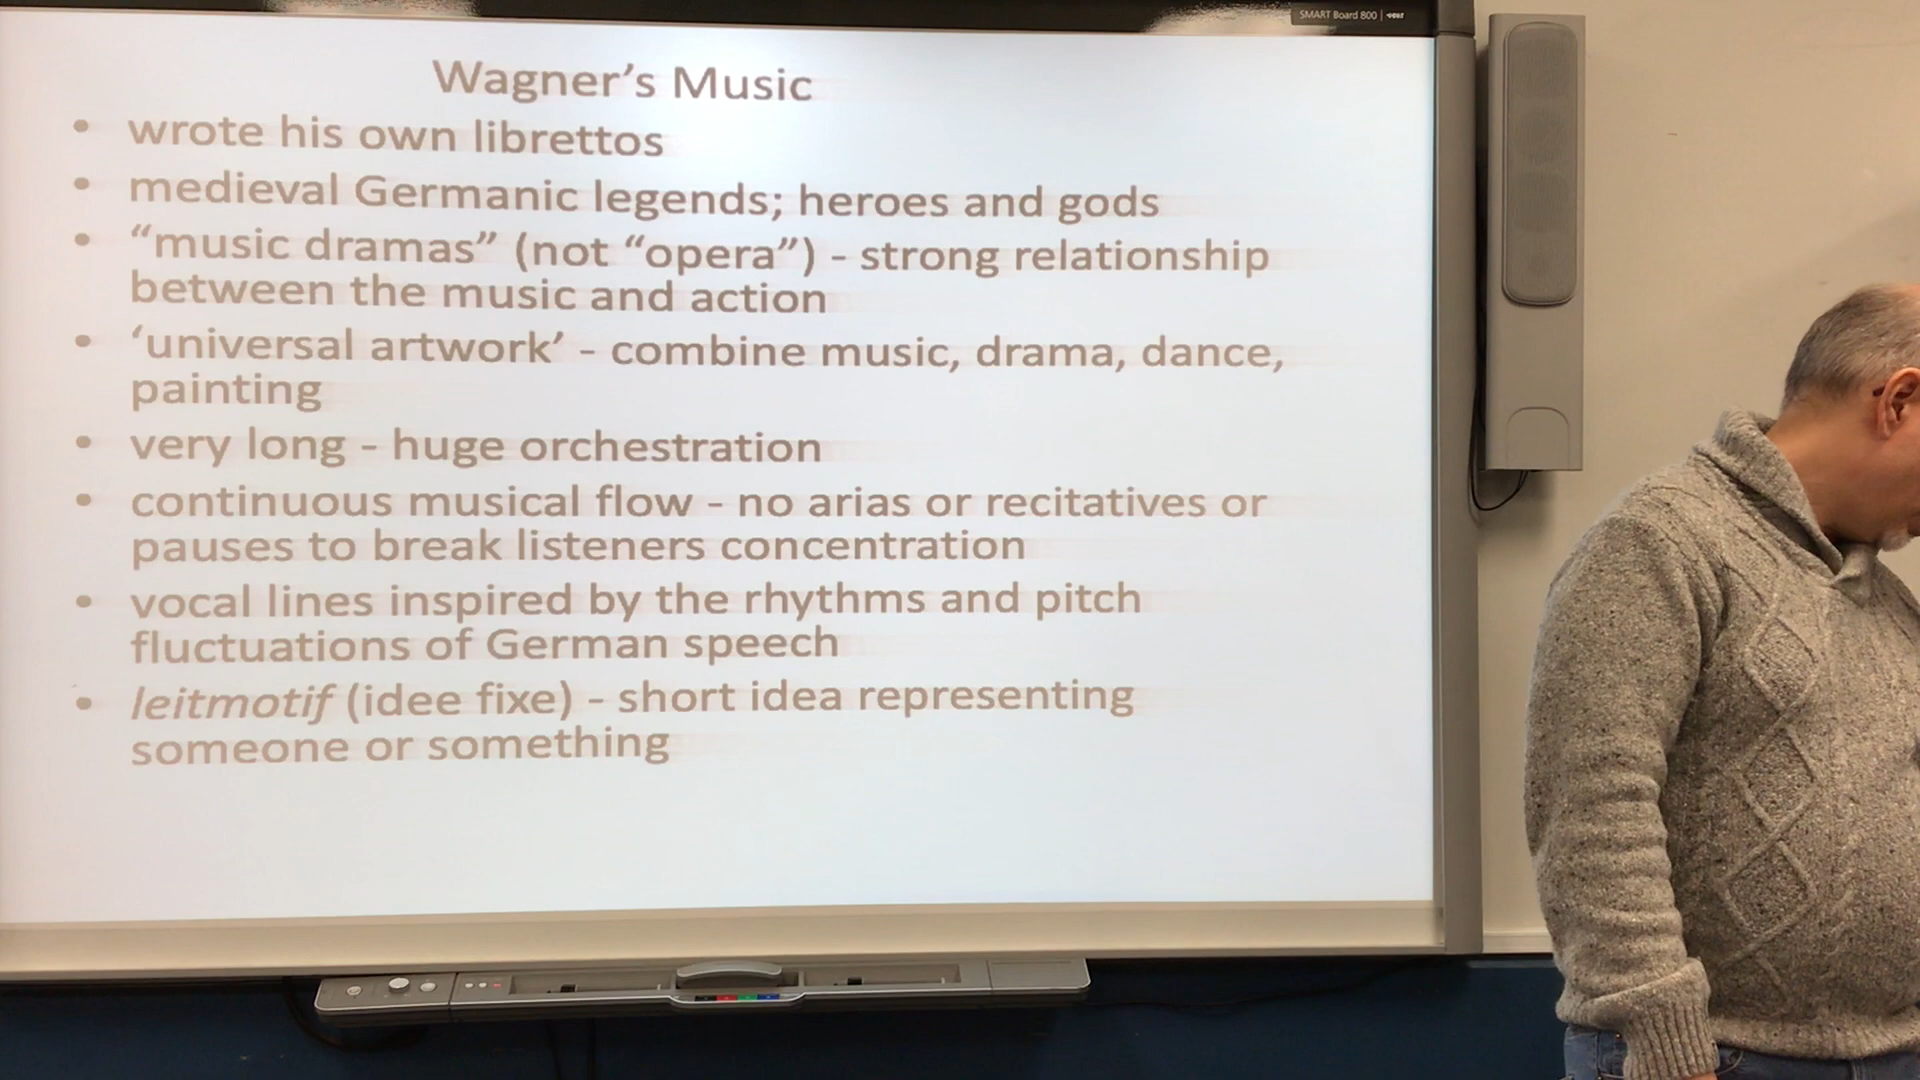 SMART Board 800
Wagner’s Music
• wrote his own librettos
• medieval Germanic legends; heroes and gods
• “music dramas” (not “opera”) - strong relationship
between the music and action
• ‘universal artwork’ - combine music, drama, dance,
painting
• very long - huge orchestration
• continuous musical flow - no arias or recitatives or
pauses to break listeners concentration
• vocal lines inspired by the rhythms and pitch
fluctuations of German speech
• leitmotif (idee fixe) - short idea representing
someone or something